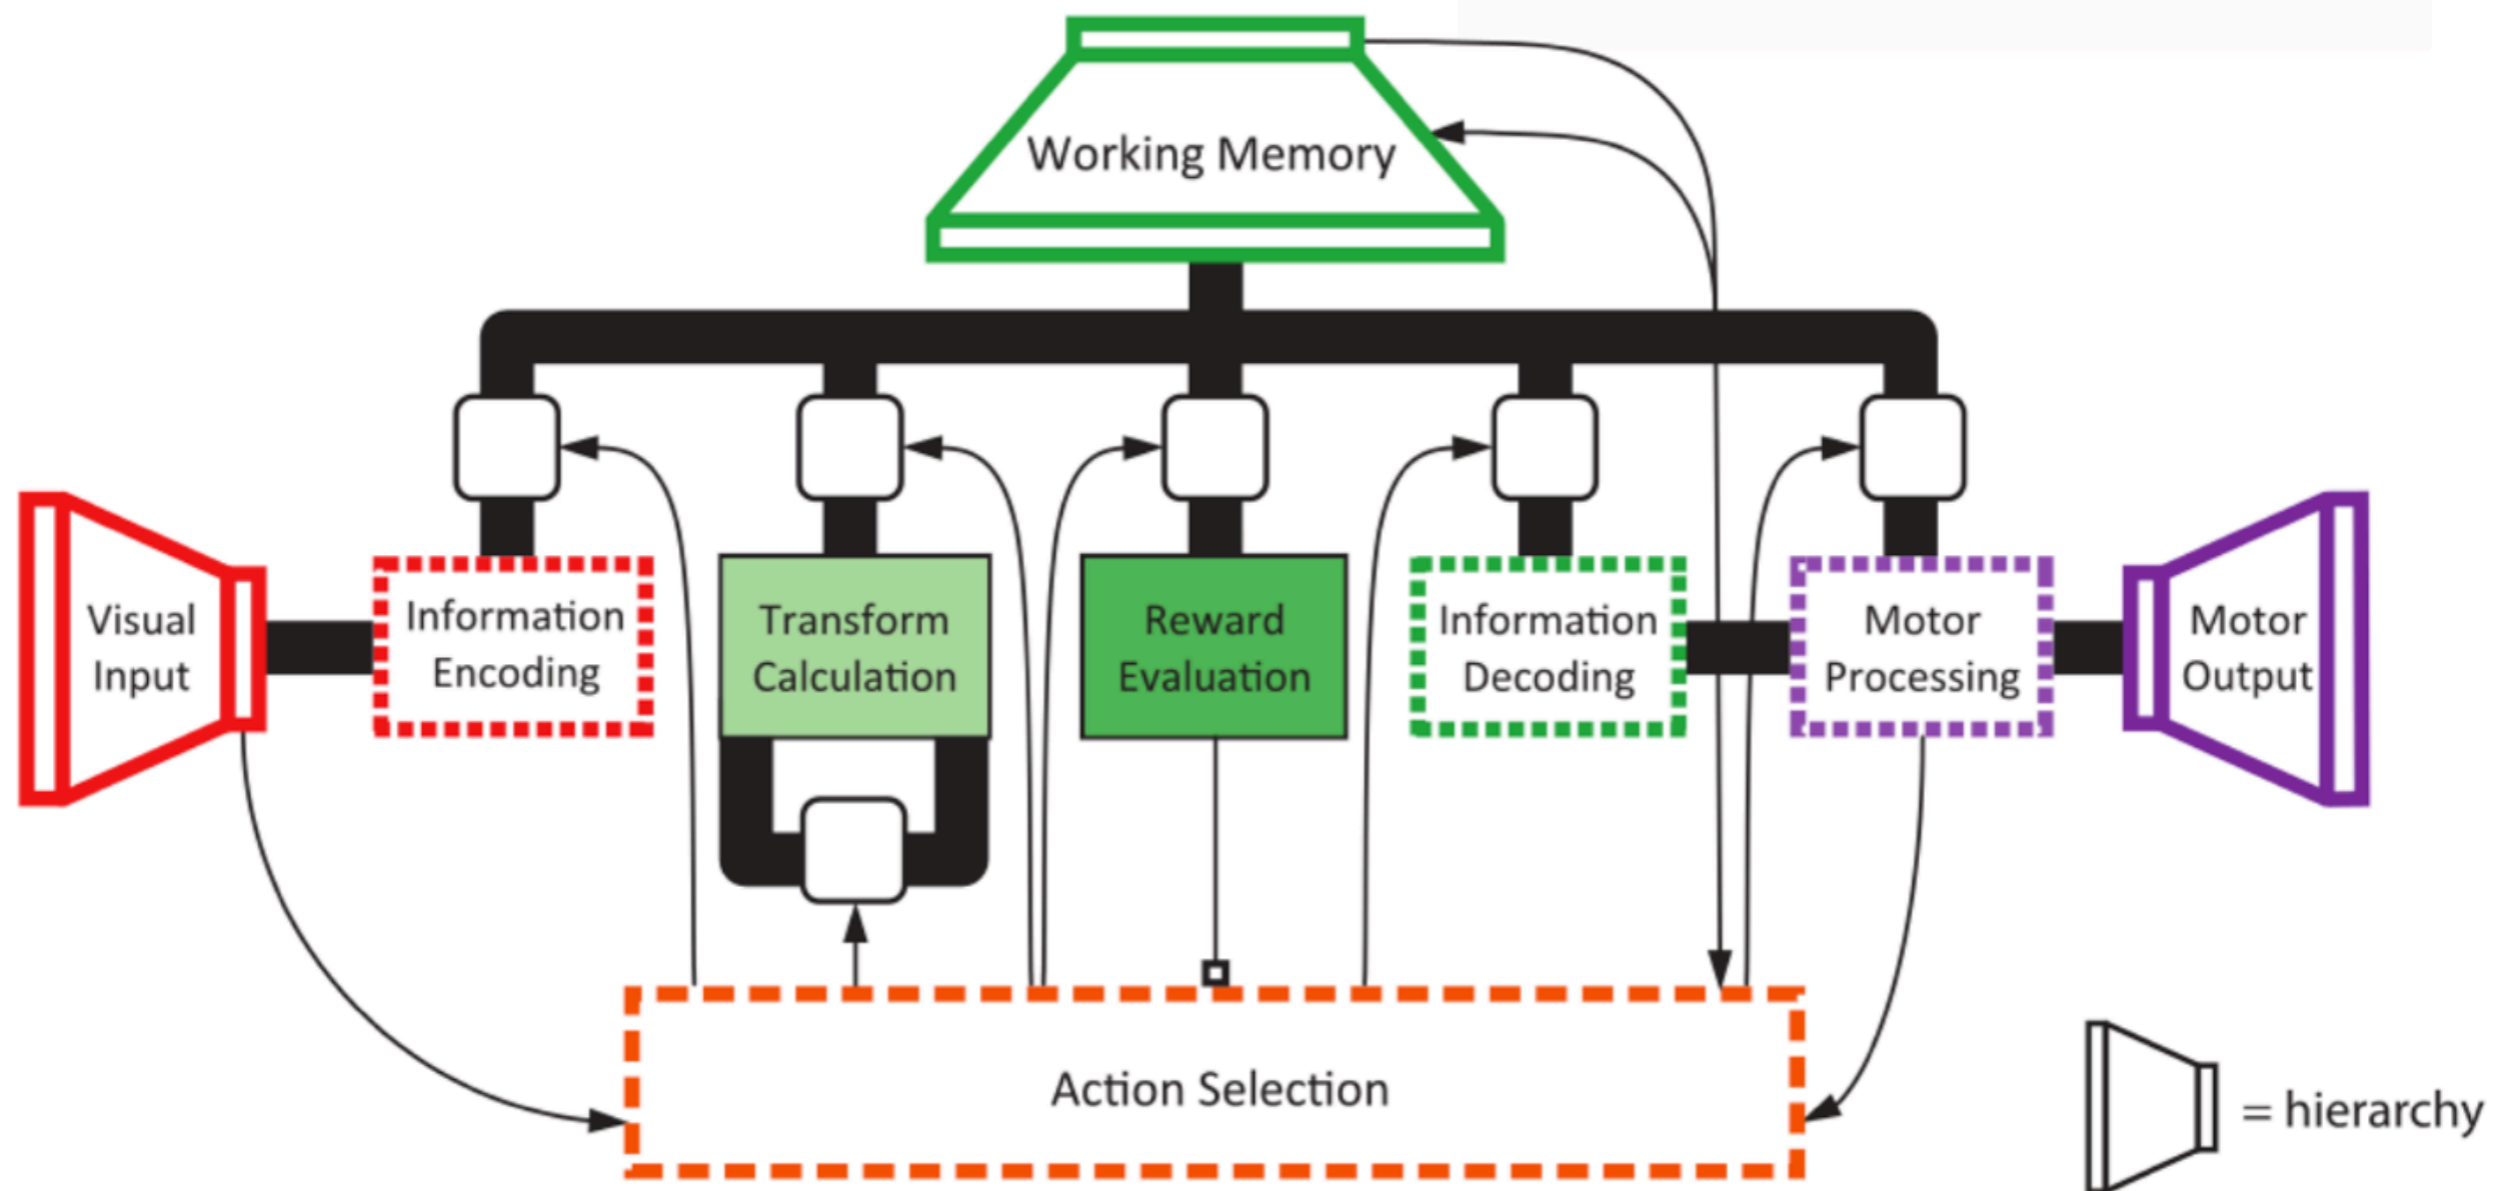 Working Memory
Visual
Input
Information
Encoding
Transform
Calculation
Reward
Evaluation
Information
Decoding
Motor
Processing
Motor
Output
Action Selection
= hierarchy